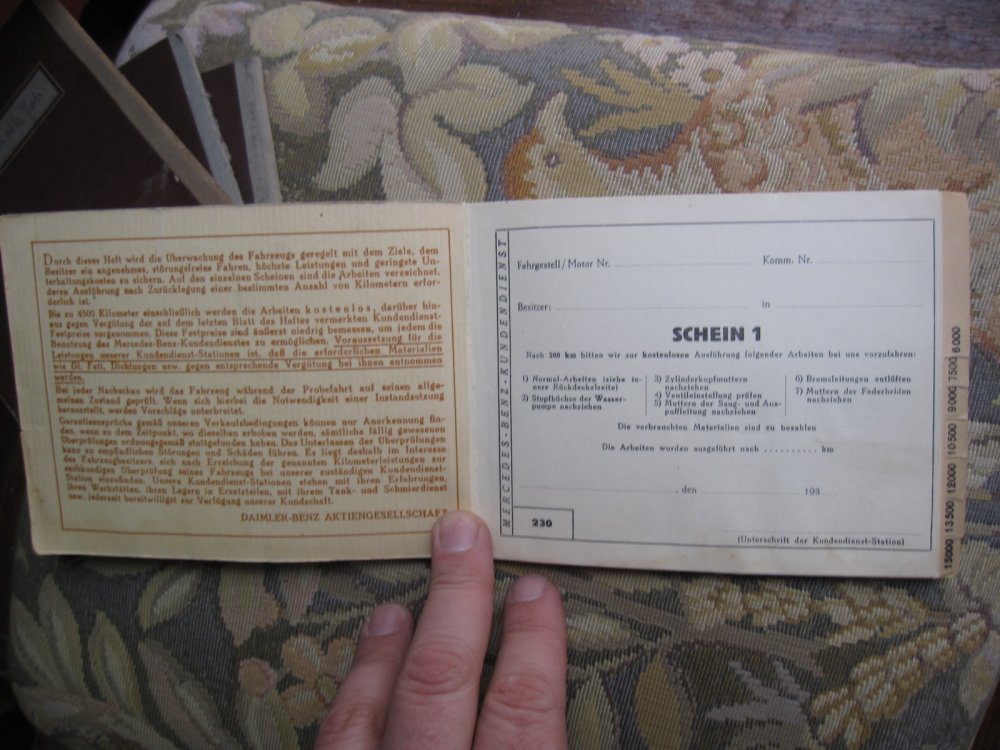 Durch dieses Heft wird die Überwachung des Fahrzeugs geregelt mit dem Ziele, dem
Besitzer ein angenehmes, störungsfreies Fahren, höchste Leistungen und geringste Un-
terhaltungskosten zu sichern. Auf den einzelnen Scheinen sind die Arbeiten verzeichnet,
deren Ausführung nach Zurücklegung einer bestimmten Anzahl von Kilometern erfor-
derlich ist.
Bis zu 4500 Kilometer einschließlich werden die Arbeiten kostenlos, darüber hin-
aus gegen Vergütung der auf dem letzten Blatt des Heftes vermerkten Kundendienst-
Festpreise vorgenommen. Diese Festpreise sind äußerst niedrig bemessen, um jedem die
Benutzung des Mercedes-Benz-Kundendienstes zu ermöglichen. Voraussetzung für die
Leistungen unserer Kundendienst-Stationen ist, daß die erforderlichen Materialien
wie Öl, Fett, Dichtungen usw. gegen entsprechende Vergütung bei ihnen entnommen
werden.
Bei jeder Nachschau wird das Fahrzeug während der Probefahrt auf seinen allge-
meinen Zustand geprüft. Wenn sich hierbei die Notwendigkeit einer Instandsetzung
herausstellt, werden Vorschläge unterbreitet.
Garantieansprüche gemäß unseres Verkaufsbedingungen können nur Anerkennung fin-
den, wenn zu dem Zeitpunkt, wo dieselben erhoben werden, sämtliche fällig gewesenen
Überprüfungen ordnungsgemäß stattgefunden haben. Das Unterlassen der Überprüfungen
kann zu empfindlichen Störungen und Schäden führen. Es liegt deshalb im Interesse
des Fahrzeugbesitzers, sich nach Erreichung der genannten Kilometerleistungen zur
sachkundigen Überprüfung seines Fahrzeugs bei unserer zuständigen Kundendienst-
Station einzufinden. Unsere Kundendienst-Stationen stehen mit ihren Erfahrungen,
ihren Werkstätten, ihren Lagern in Ersatzteilen, mit ihrem Tank- und Schmierdienst
usw. jederzeit bereitwilligst zur Verfügung unserer Kundschaft.
DAIMLER-BENZ AKTIENGESELLSCHAFT
MERCEDES-BENZ-KUNDENDIENST
Fahrgestell/Motor Nr. Komm. Nr.
Besitzer: in
SCHEIN 1
Nach 500 km bitten wir zur kostenlosen Ausführung folgender Arbeiten bei uns vorzufahren:
1) Normal-Arbeiten (siehe in-
nere Rückdeckelseite)
2) Stopfbüchse der Wasser-
pumpe nachziehen
3) Zylinderkopfmuttern
nachziehen
4) Ventileinstellung prüfen
5) Muttern der Saug- und Aus-
puffleitung nachziehen
6) Bremsleitungen entlüften
7) Muttern der Federbriden
nachziehen
Die verbrauchten Materialien sind zu bezahlen
Die Arbeiten wurden ausgeführt nach .......... km
, den 193
230
(Unterschrift der Kundendienst-Station)
15000 13500 12000 10500 9000 7500 6000